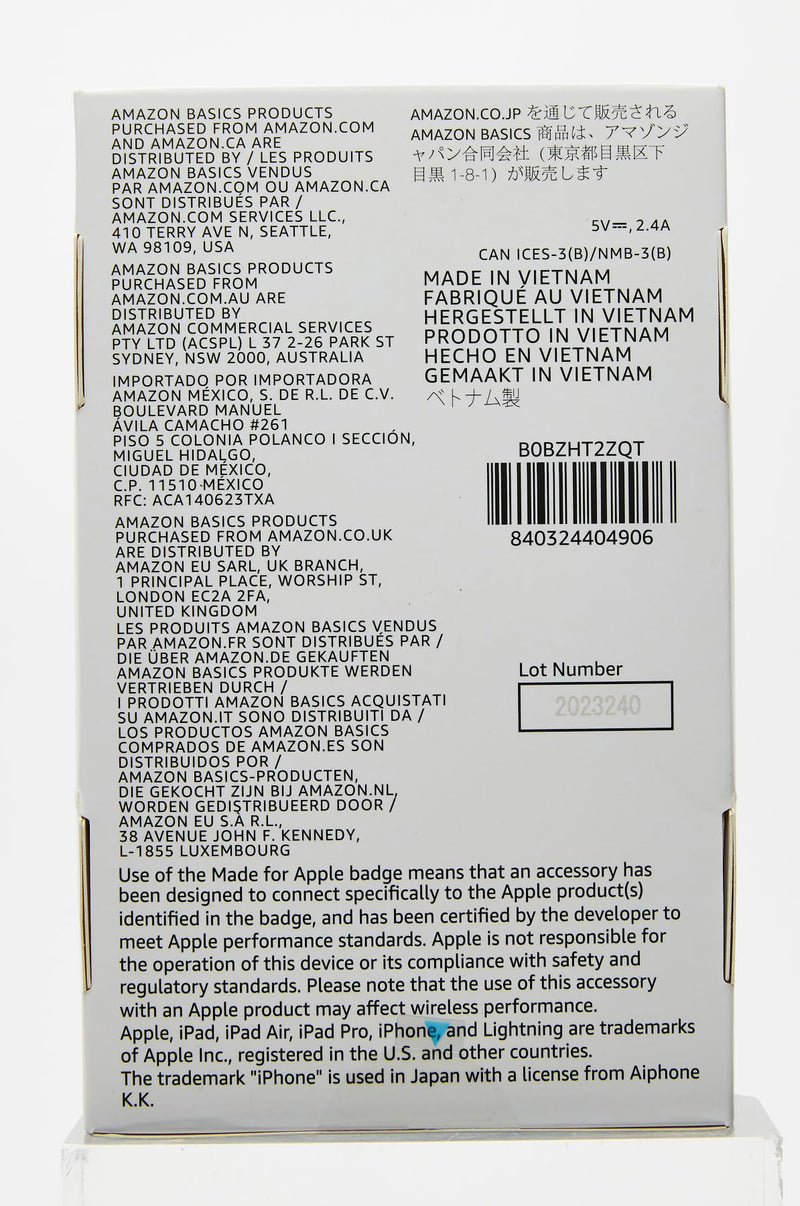 AMAZON BASICS PRODUCTS
PURCHASED FROM AMAZON.COM
AND AMAZON.CA ARE
DISTRIBUTED BY / LES PRODUITS
AMAZON BASICS VENDUS
PAR AMAZON.COM OU AMAZON.CA
SONT DISTRIBUÉS PAR /
AMAZON.COM SERVICES LLC.,
410 TERRY AVE N, SEATTLE,
WA 98109, USA
AMAZON BASICS PRODUCTS
PURCHASED FROM
AMAZON.COM.AU ARE
DISTRIBUTED BY
AMAZON COMMERCIAL SERVICES
PTY LTD (ACSPL) L 37 2-26 PARK ST
SYDNEY, NSW 2000, AUSTRALIA
IMPORTADO POR IMPORTADORA
AMAZON MÉXICO, S. DE R.L. DE C.V.
BOULEVARD MANUEL
ÁVILA CAMACHO #261
PISO 5 COLONIA POLANCO I SECCIÓN,
MIGUEL HIDALGO,
CIUDAD DE MÉXICO,
C.P. 11510 MÉXICO
RFC: ACA140623TXA
AMAZON BASICS PRODUCTS
PURCHASED FROM AMAZON.CO.UK
ARE DISTRIBUTED BY
AMAZON EU SARL, UK BRANCH,
1 PRINCIPAL PLACE, WORSHIP ST,
LONDON EC2A 2FA,
UNITED KINGDOM
LES PRODUITS AMAZON BASICS VENDUS
PAR AMAZON.FR SONT DISTRIBUÉS PAR /
DIE ÜBER AMAZON.DE GEKAUFTEN
AMAZON BASICS PRODUKTE WERDEN
VERTRIEBEN DURCH /
I PRODOTTI AMAZON BASICS ACQUISTATI
SU AMAZON.IT SONO DISTRIBUITI DA /
LOS PRODUCTOS AMAZON BASICS
COMPRADOS DE AMAZON.ES SON
DISTRIBUIDOS POR /
AMAZON BASICS-PRODUCTEN,
DIE GEKOCHT ZIJN BIJ AMAZON.NL,
WORDEN GEDISTRIBUEERD DOOR /
AMAZON EU S.À R.L.,
38 AVENUE JOHN F. KENNEDY,
L-1855 LUXEMBOURG
AMAZON.CO.JP を通じて販売される
AMAZON BASICS 商品は、アマゾンジ
ャパン合同会社（東京都目黒区下
目黒 1-8-1）が販売します
5V⎓, 2.4A
CAN ICES-3(B)/NMB-3(B)
MADE IN VIETNAM
FABRIQUÉ AU VIETNAM
HERGESTELLT IN VIETNAM
PRODOTTO IN VIETNAM
HECHO EN VIETNAM
GEMAAKT IN VIETNAM
ベトナム製
B0BZHT2ZQT
840324404906
Lot Number
2023240
Use of the Made for Apple badge means that an accessory has
been designed to connect specifically to the Apple product(s)
identified in the badge, and has been certified by the developer to
meet Apple performance standards. Apple is not responsible for
the operation of this device or its compliance with safety and
regulatory standards. Please note that the use of this accessory
with an Apple product may affect wireless performance.
Apple, iPad, iPad Air, iPad Pro, iPhone, and Lightning are trademarks
of Apple Inc., registered in the U.S. and other countries.
The trademark "iPhone" is used in Japan with a license from Aiphone
K.K.